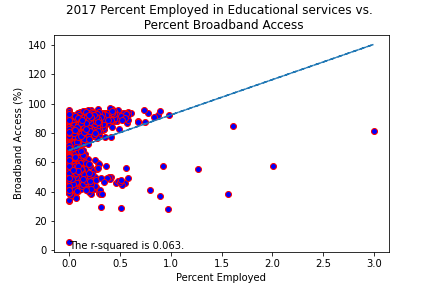 2017 Percent Employed in Educational services vs.
Percent Broadband Access
Broadband Access (%)
140
120
100
80
60
40
20
0
The r-squared is 0.063.
0.0 0.5 1.0 1.5 2.0 2.5 3.0
Percent Employed